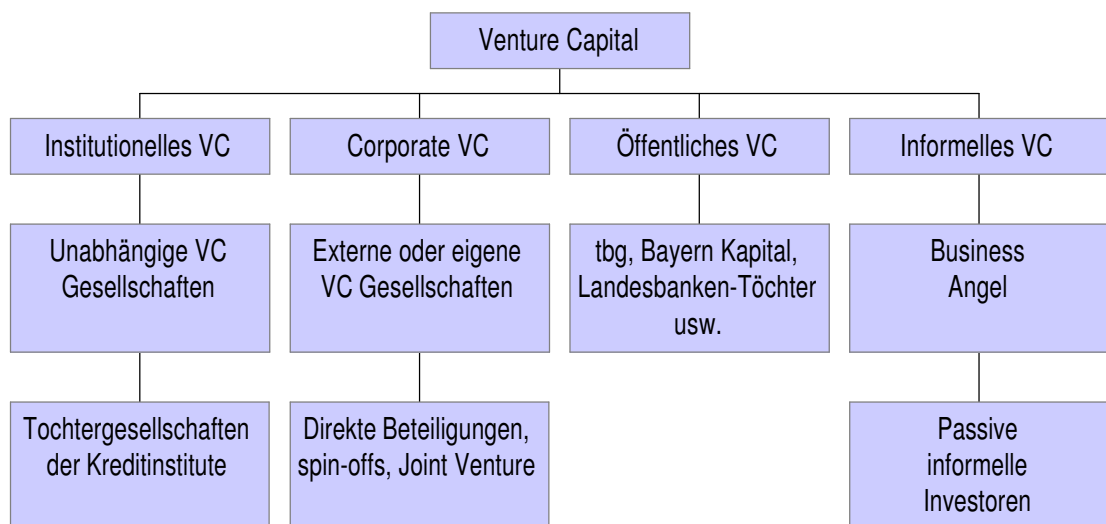 Venture Capital
Institutionelles VC
Corporate VC
Öffentliches VC
Informelles VC
Unabhängige VC
Gesellschaften
Externe oder eigene
VC Gesellschaften
tbg, Bayern Kapital,
Landesbanken-Töchter
usw.
Business
Angel
Tochtergesellschaften
der Kreditinstitute
Direkte Beteiligungen,
spin-offs, Joint Venture
Passive
informelle
Investoren